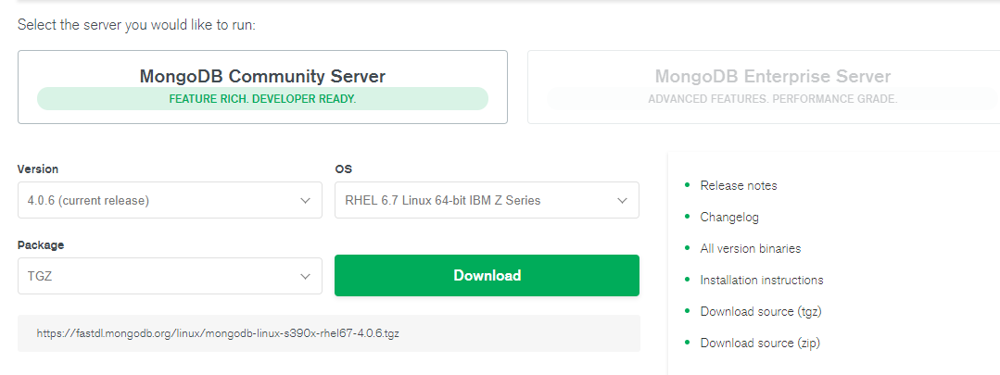 Select the server you would like to run:
MongoDB Community Server
FEATURE RICH. DEVELOPER READY.
MongoDB Enterprise Server
ADVANCED FEATURES. PERFORMANCE GRADE.
Version
OS
4.0.6 (current release)
RHEL 6.7 Linux 64-bit IBM Z Series
Package
TGZ
Download
https://fastdl.mongodb.org/linux/mongodb-linux-s390x-rhel67-4.0.6.tgz
Release notes
Changelog
All version binaries
Installation instructions
Download source (tgz)
Download source (zip)